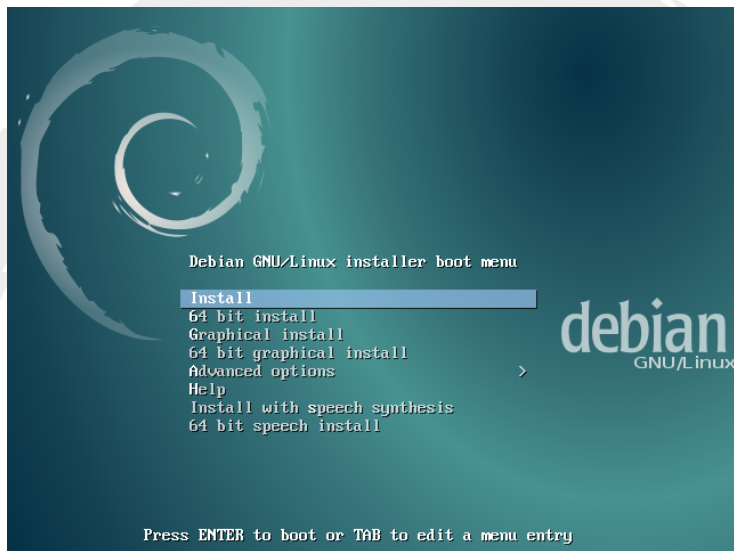 Debian GNU/Linux installer boot menu
Install
64 bit install
Graphical install
64 bit graphical install
Advanced options >
Help
Install with speech synthesis
64 bit speech install
debian
GNU/Linux
Press ENTER to boot or TAB to edit a menu entry